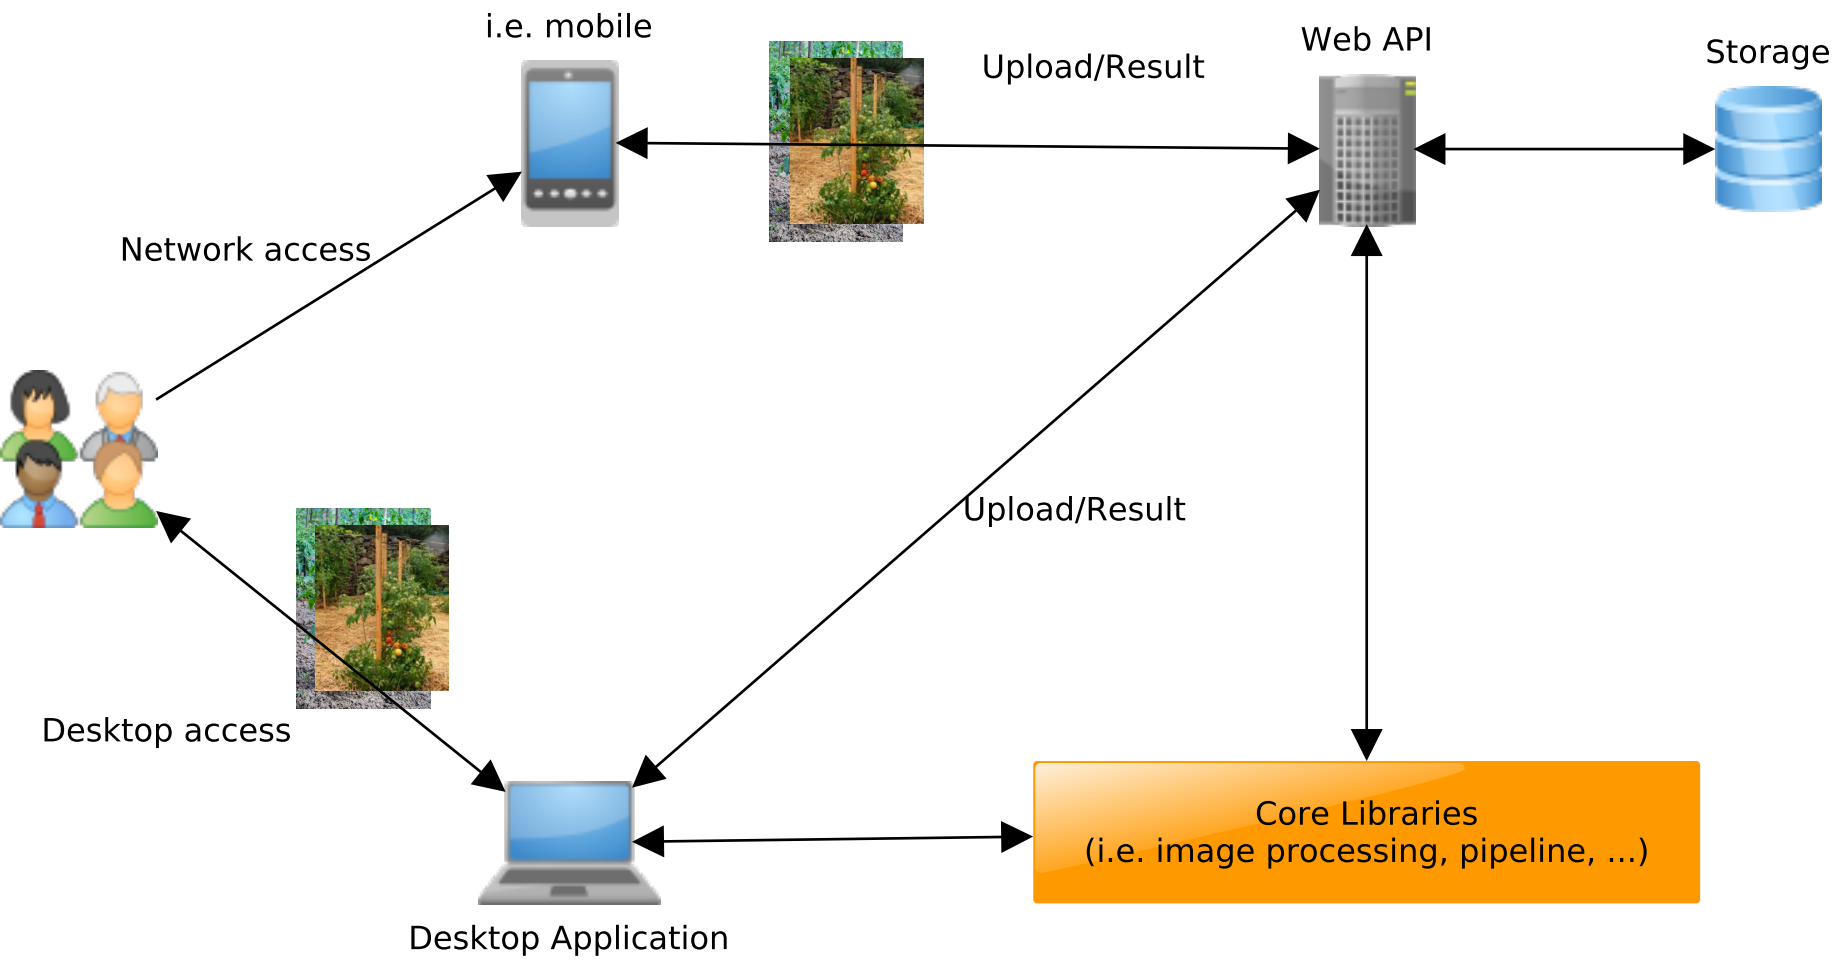 i.e. mobile
Upload/Result
Web API
Storage
Network access
Upload/Result
Desktop access
Core Libraries
(i.e. image processing, pipeline, ...)
Desktop Application